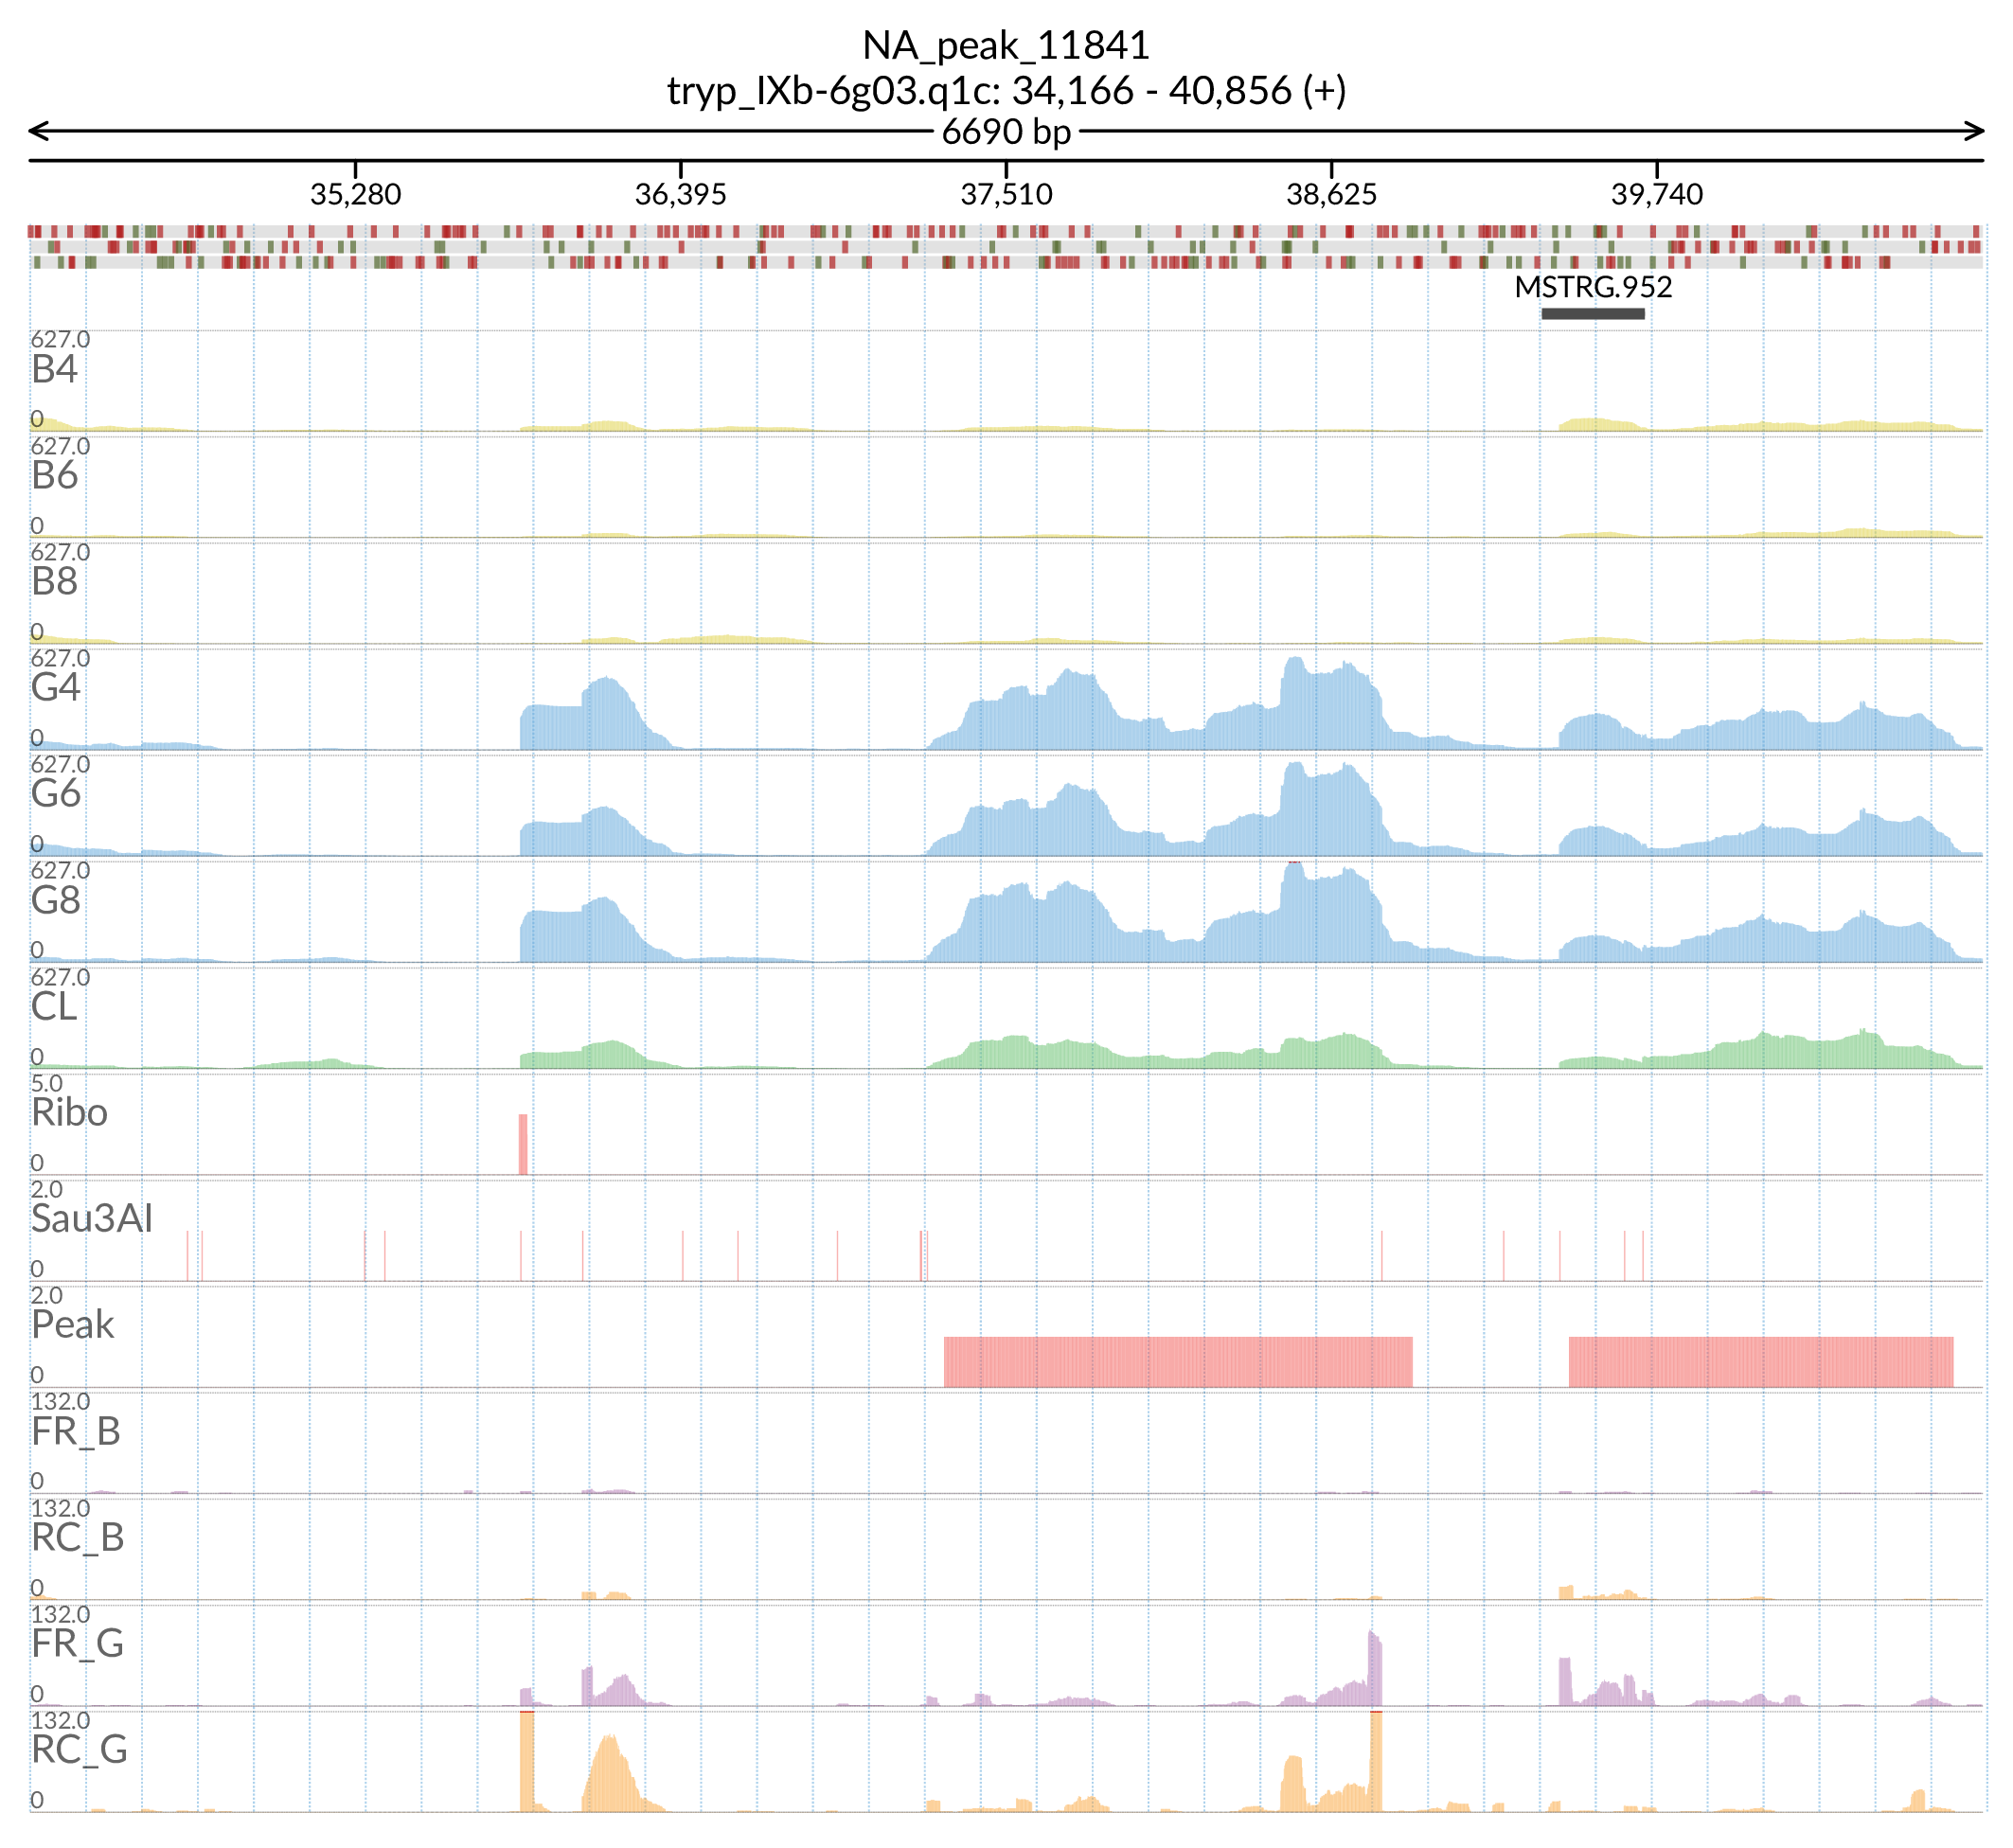 NA_peak_11841
tryp_IXb-6g03.q1c: 34,166 - 40,856 (+)
6690 bp
35,280 36,395 37,510 38,625 39,740
MSTRG.952
627.0
B4
0
627.0
B6
0
627.0
B8
0
627.0
G4
0
627.0
G6
0
627.0
G8
0
627.0
CL
0
5.0
Ribo
0
2.0
Sau3AI
0
2.0
Peak
0
132.0
FR_B
0
132.0
RC_B
0
132.0
FR_G
0
132.0
RC_G
0